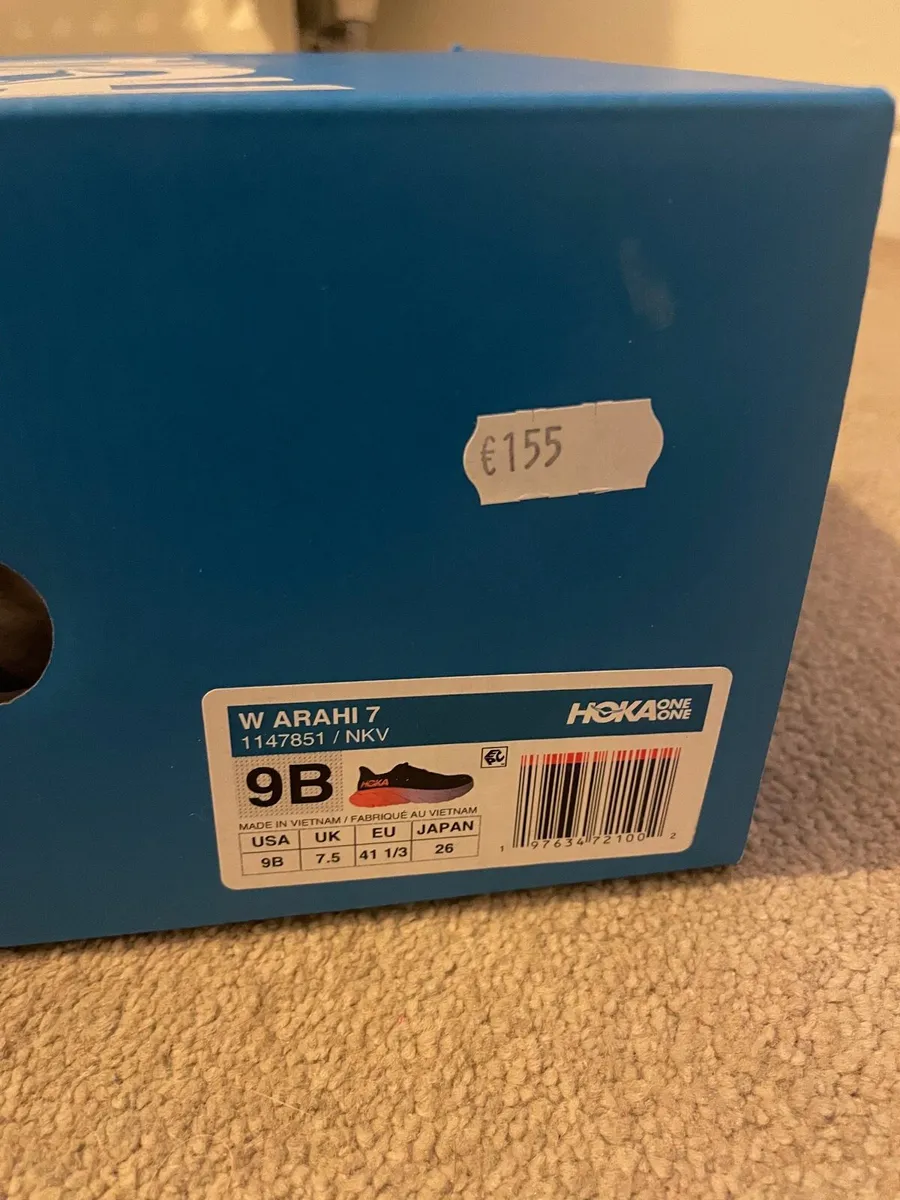 €155
W ARAHI 7
1147851 / NKV
HOKA ONE ONE
9B
HOKA
MADE IN VIETNAM / FABRIQUÉ AU VIETNAM
USA UK EU JAPAN
9B 7.5 41 1/3 26
1 97634 72100 2